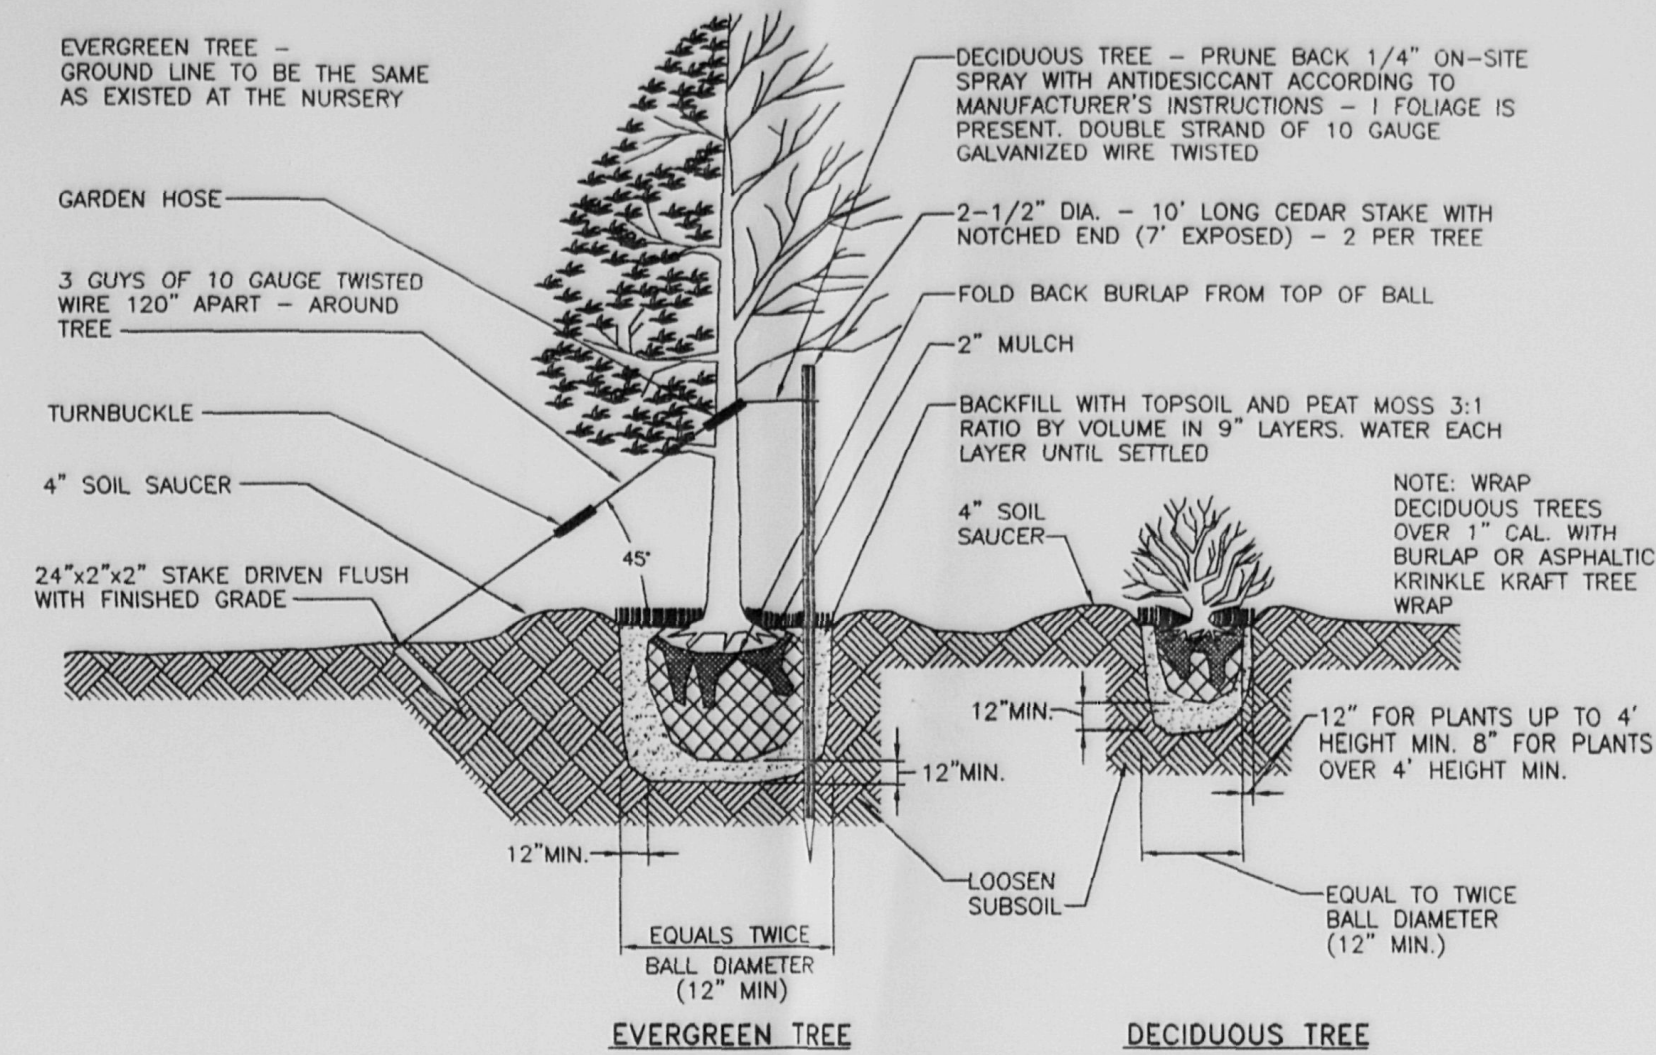 EVERGREEN TREE -
GROUND LINE TO BE THE SAME
AS EXISTED AT THE NURSERY
GARDEN HOSE
3 GUYS OF 10 GAUGE TWISTED
WIRE 120" APART - AROUND
TREE
TURNBUCKLE
4" SOIL SAUCER
24"x2"x2" STAKE DRIVEN FLUSH
WITH FINISHED GRADE
45°
DECIDUOUS TREE - PRUNE BACK 1/4" ON-SITE
SPRAY WITH ANTIDESICCANT ACCORDING TO
MANUFACTURER'S INSTRUCTIONS - I FOLIAGE IS
PRESENT. DOUBLE STRAND OF 10 GAUGE
GALVANIZED WIRE TWISTED
2-1/2" DIA. - 10' LONG CEDAR STAKE WITH
NOTCHED END (7' EXPOSED) - 2 PER TREE
FOLD BACK BURLAP FROM TOP OF BALL
2" MULCH
BACKFILL WITH TOPSOIL AND PEAT MOSS 3:1
RATIO BY VOLUME IN 9" LAYERS. WATER EACH
LAYER UNTIL SETTLED
4" SOIL
SAUCER
NOTE: WRAP
DECIDUOUS TREES
OVER 1" CAL. WITH
BURLAP OR ASPHALTIC
KRINKLE KRAFT TREE
WRAP
12"MIN.
12"MIN.
12"MIN.
12" FOR PLANTS UP TO 4'
HEIGHT MIN. 8" FOR PLANTS
OVER 4' HEIGHT MIN.
LOOSEN
SUBSOIL
EQUALS TWICE
BALL DIAMETER
(12" MIN)
EQUAL TO TWICE
BALL DIAMETER
(12" MIN.)
EVERGREEN TREE
DECIDUOUS TREE